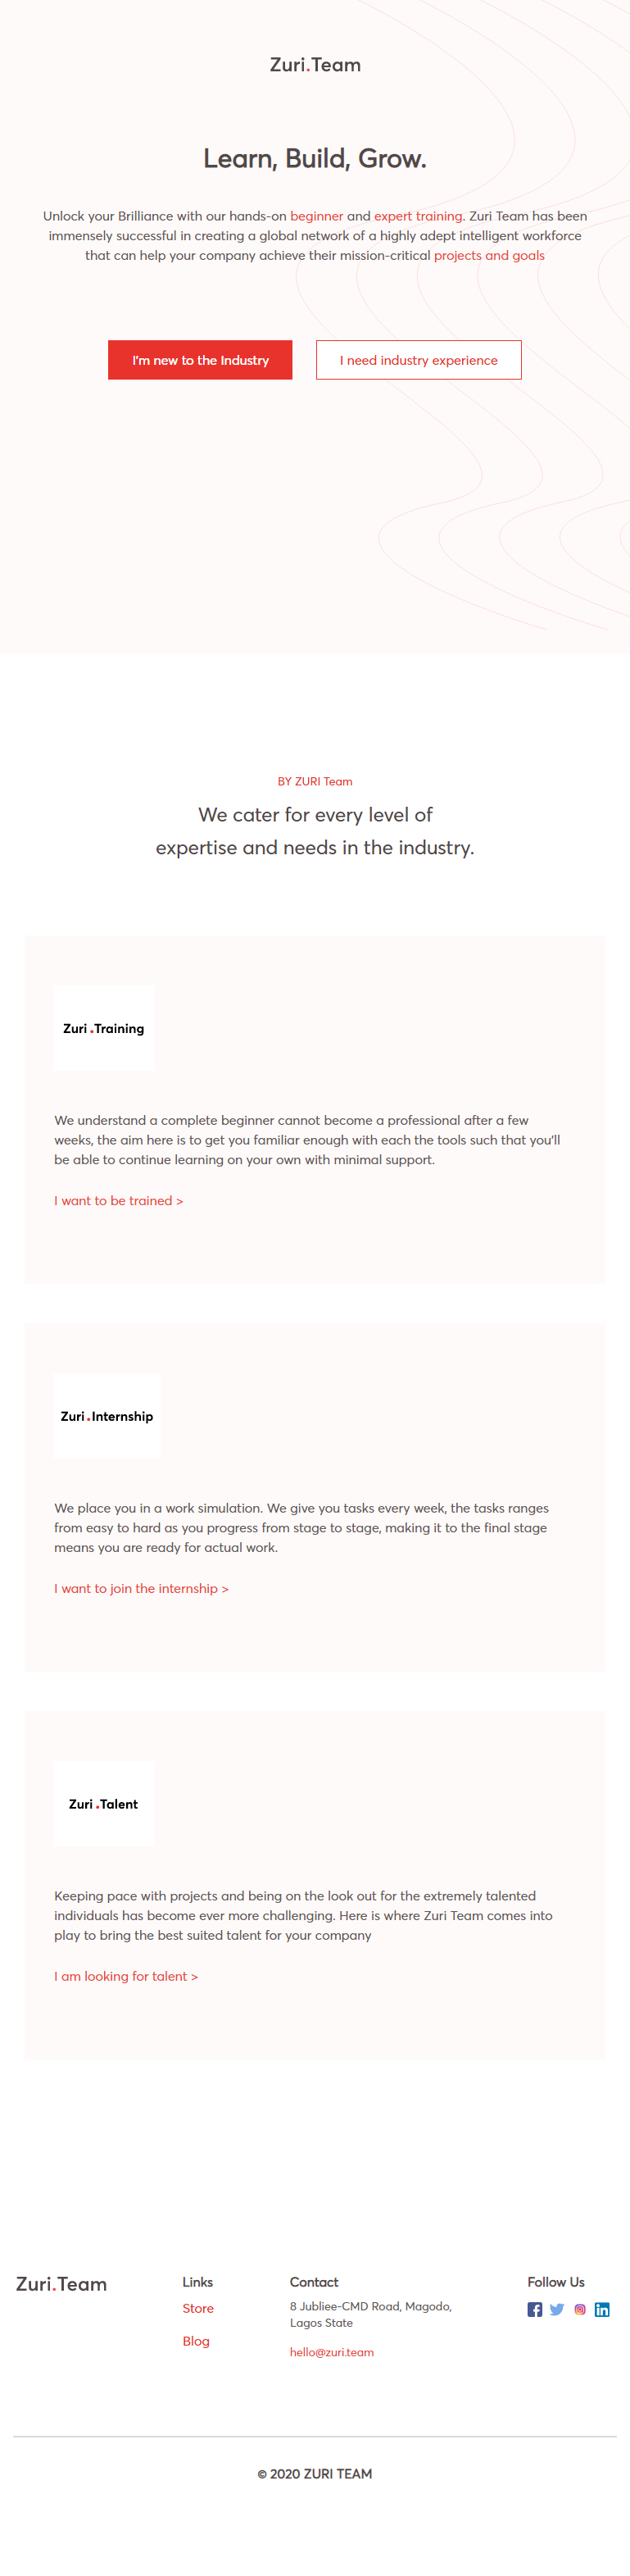 Zuri.Team
Learn, Build, Grow.
Unlock your Brilliance with our hands-on beginner and expert training. Zuri Team has been
immensely successful in creating a global network of a highly adept intelligent workforce
that can help your company achieve their mission-critical projects and goals
I'm new to the Industry
I need industry experience
BY ZURI Team
We cater for every level of
expertise and needs in the industry.
Zuri .Training
We understand a complete beginner cannot become a professional after a few
weeks, the aim here is to get you familiar enough with each the tools such that you'll
be able to continue learning on your own with minimal support.
I want to be trained >
Zuri .Internship
We place you in a work simulation. We give you tasks every week, the tasks ranges
from easy to hard as you progress from stage to stage, making it to the final stage
means you are ready for actual work.
I want to join the internship >
Zuri .Talent
Keeping pace with projects and being on the look out for the extremely talented
individuals has become ever more challenging. Here is where Zuri Team comes into
play to bring the best suited talent for your company
I am looking for talent >
Zuri.Team
Links
Store
Blog
Contact
8 Jubliee-CMD Road, Magodo,
Lagos State
hello@zuri.team
Follow Us
© 2020 ZURI TEAM